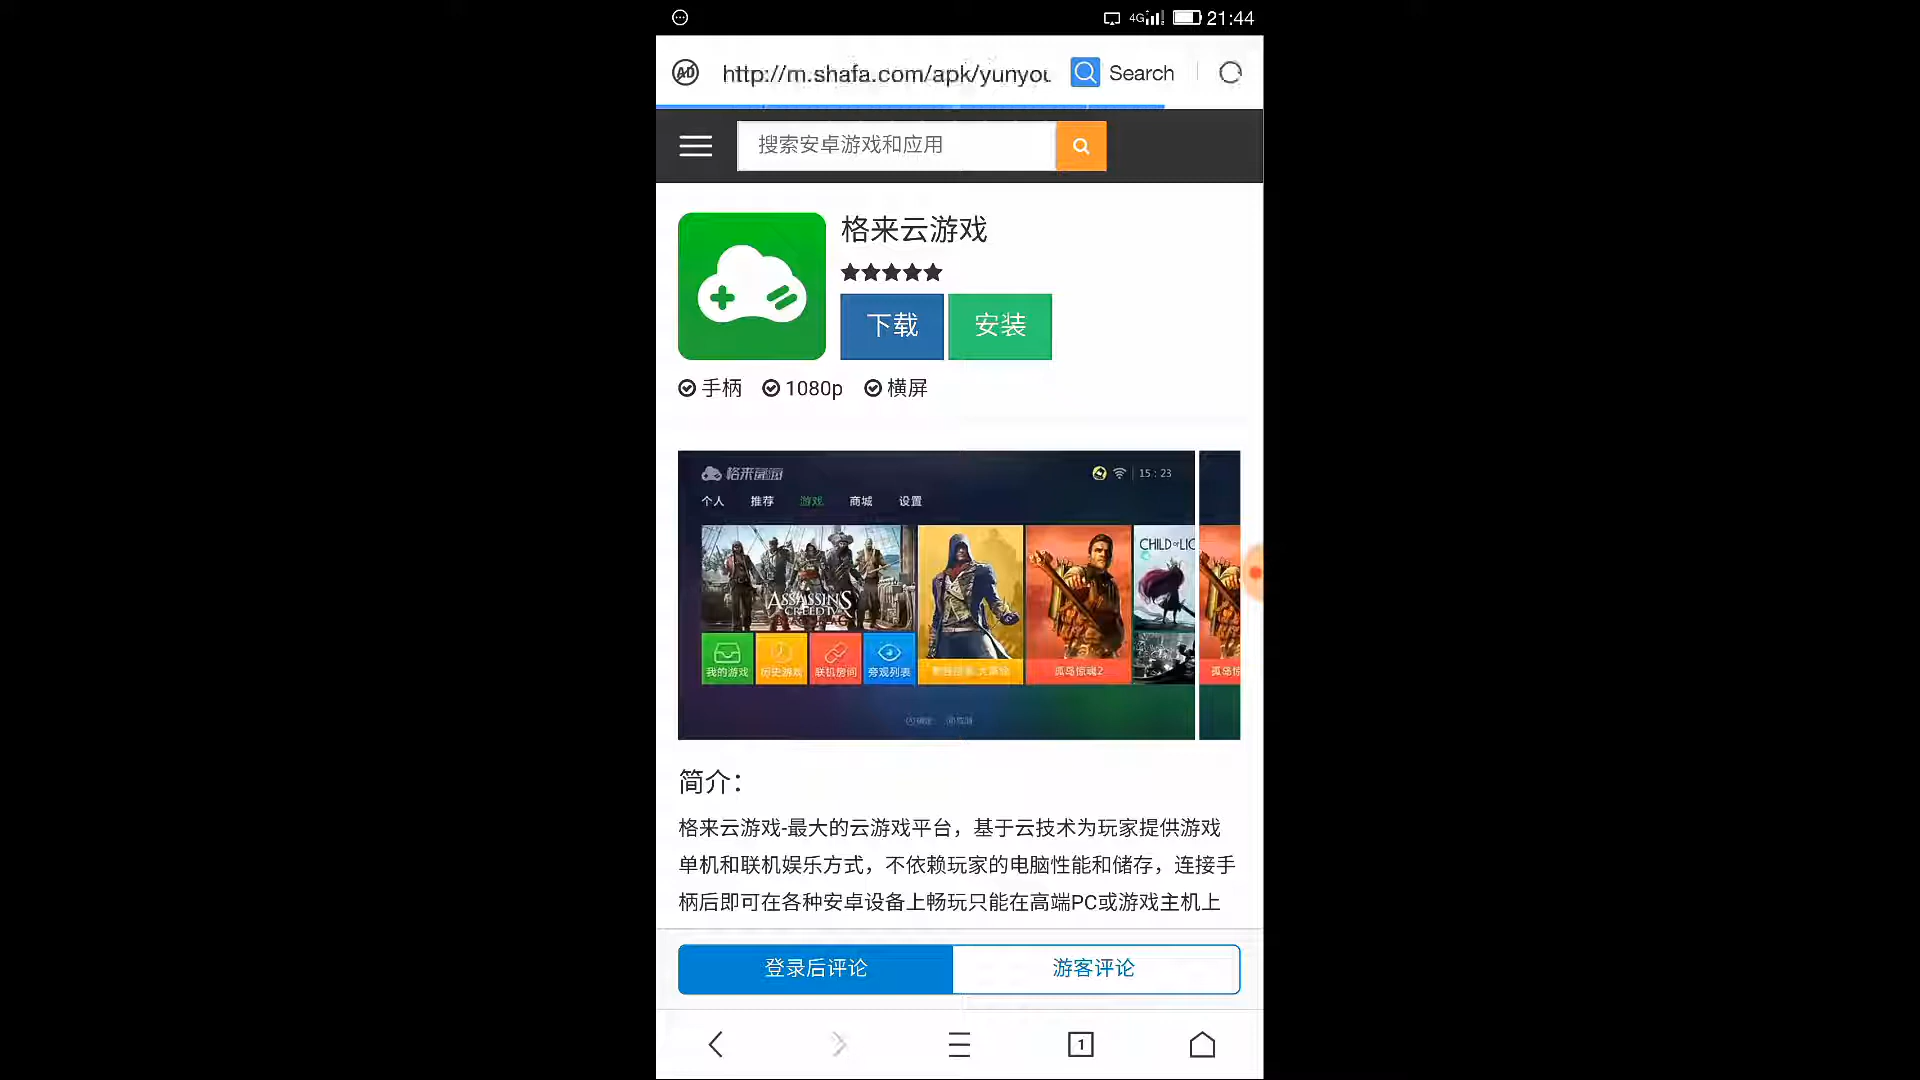 4G 21:44
AD http://m.shafa.com/apk/yunyou Search
搜索安卓游戏和应用
格来云游戏
下载 安装
手柄 1080p 横屏
格来云游戏 15 : 23
个人 推荐 游戏 商城 设置
CHILD of LIG
ASSASSIN'S
CREED IV
我的游戏 历史游戏 联机房间 旁观列表 孤岛惊魂2 孤岛惊
简介：
格来云游戏-最大的云游戏平台，基于云技术为玩家提供游戏
单机和联机娱乐方式，不依赖玩家的电脑性能和储存，连接手
柄后即可在各种安卓设备上畅玩只能在高端PC或游戏主机上
登录后评论 游客评论
1